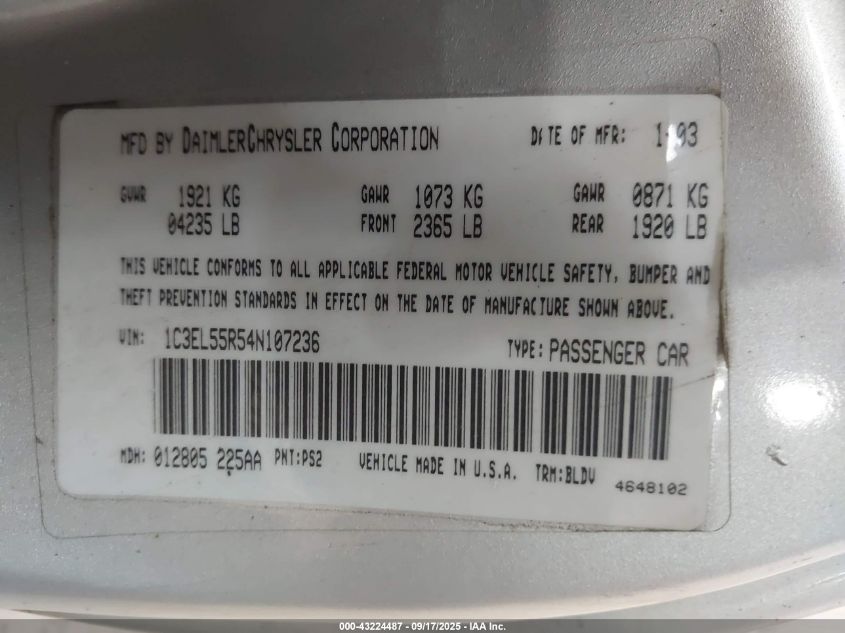 MFD BY DAIMLERCHRYSLER CORPORATION DATE OF MFR: 1-03
GVWR 1921 KG GAWR 1073 KG GAWR 0871 KG
04235 LB FRONT 2365 LB REAR 1920 LB
THIS VEHICLE CONFORMS TO ALL APPLICABLE FEDERAL MOTOR VEHICLE SAFETY, BUMPER AND
THEFT PREVENTION STANDARDS IN EFFECT ON THE DATE OF MANUFACTURE SHOWN ABOVE.
VIN: 1C3EL55R54N107236 TYPE: PASSENGER CAR
MDH: 012805 225AA PNT:PS2 VEHICLE MADE IN U.S.A. TRM:BLDV
4648102
000-43224487 - 09/17/2025 - IAA Inc.